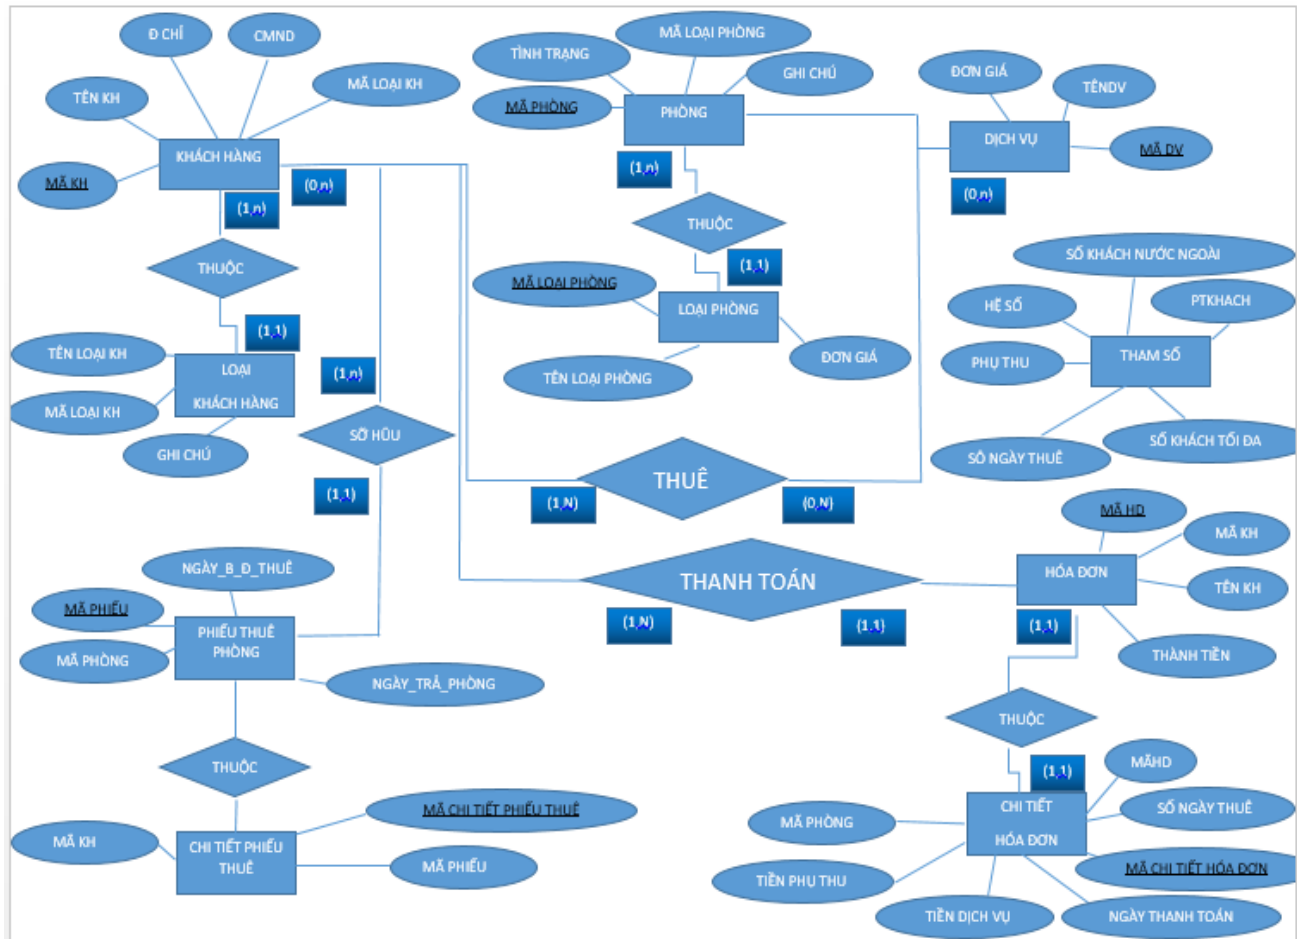 Đ CHỈ
CMND
TÊN KH
MÃ LOẠI KH
KHÁCH HÀNG
MÃ KH
(0,n)
(1,n)
THUỘC
(1,1)
TÊN LOẠI KH
LOẠI
KHÁCH HÀNG
MÃ LOẠI KH
GHI CHÚ
MÃ LOẠI PHÒNG
TÌNH TRẠNG
GHI CHÚ
MÃ PHÒNG
PHÒNG
(1,n)
THUỘC
(1,1)
MÃ LOẠI PHÒNG
LOẠI PHÒNG
ĐƠN GIÁ
TÊN LOẠI PHÒNG
ĐƠN GIÁ
TÊNDV
DỊCH VỤ
MÃ DV
(0,n)
SỐ KHÁCH NƯỚC NGOÀI
HỆ SỐ
PTKHACH
THAM SỐ
PHỤ THU
SỐ KHÁCH TỐI ĐA
SÔ NGÀY THUÊ
(1,n)
SỠ HŨU
(1,1)
THUÊ
(1,N)
(0,N)
THANH TOÁN
(1,N)
(1,1)
MÃ HD
MÃ KH
HÓA ĐƠN
TÊN KH
(1,1)
THÀNH TIỀN
NGÀY_B_Đ_THUÊ
MÃ PHIẾU
PHIẾU THUÊ
PHÒNG
MÃ PHÒNG
NGÀY_TRẢ_PHÒNG
THUỘC
MÃ CHI TIẾT PHIẾU THUÊ
MÃ KH
CHI TIẾT PHIẾU
THUÊ
MÃ PHIẾU
THUỘC
(1,1)
MÃHD
CHI TIẾT
HÓA ĐƠN
SỐ NGÀY THUÊ
MÃ PHÒNG
MÃ CHI TIẾT HÓA ĐƠN
TIỀN PHỤ THU
TIỀN DỊCH VỤ
NGÀY THANH TOÁN